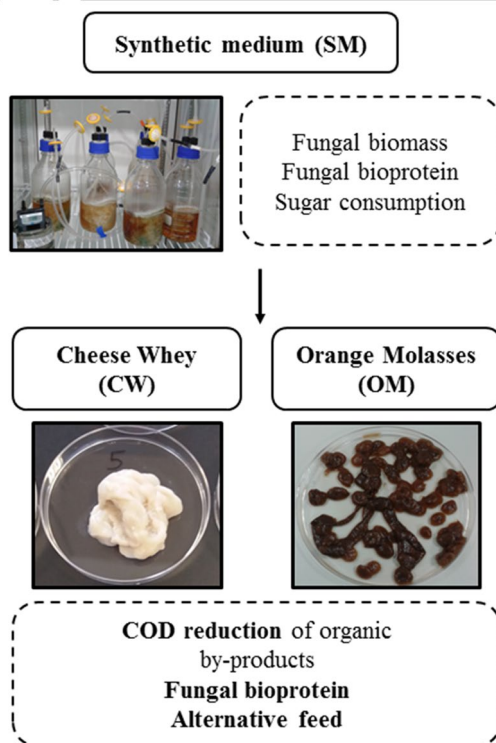 Synthetic medium (SM)
Fungal biomass
Fungal bioprotein
Sugar consumption
Cheese Whey
(CW)
Orange Molasses
(OM)
5
COD reduction of organic
by-products
Fungal bioprotein
Alternative feed